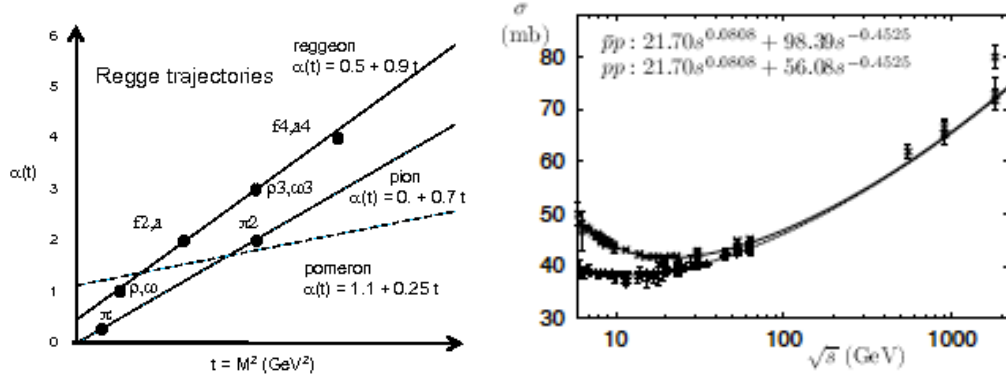 6
reggeon
α(t) = 0.5 + 0.9 t
Regge trajectories
5
f4,a4
4
α(t)
pion
α(t) = 0. + 0.7 t
ρ3,ω3
3
f2,a
π2
2
pomeron
α(t) = 1.1 + 0.25 t
ρ,ω
1
π
0
t = M² (GeV²)
σ
(mb)
p̄p : 21.70s^0.0808 + 98.39s^−0.4525
pp : 21.70s^0.0808 + 56.08s^−0.4525
80
70
60
50
40
30
10 100 1000
√s (GeV)